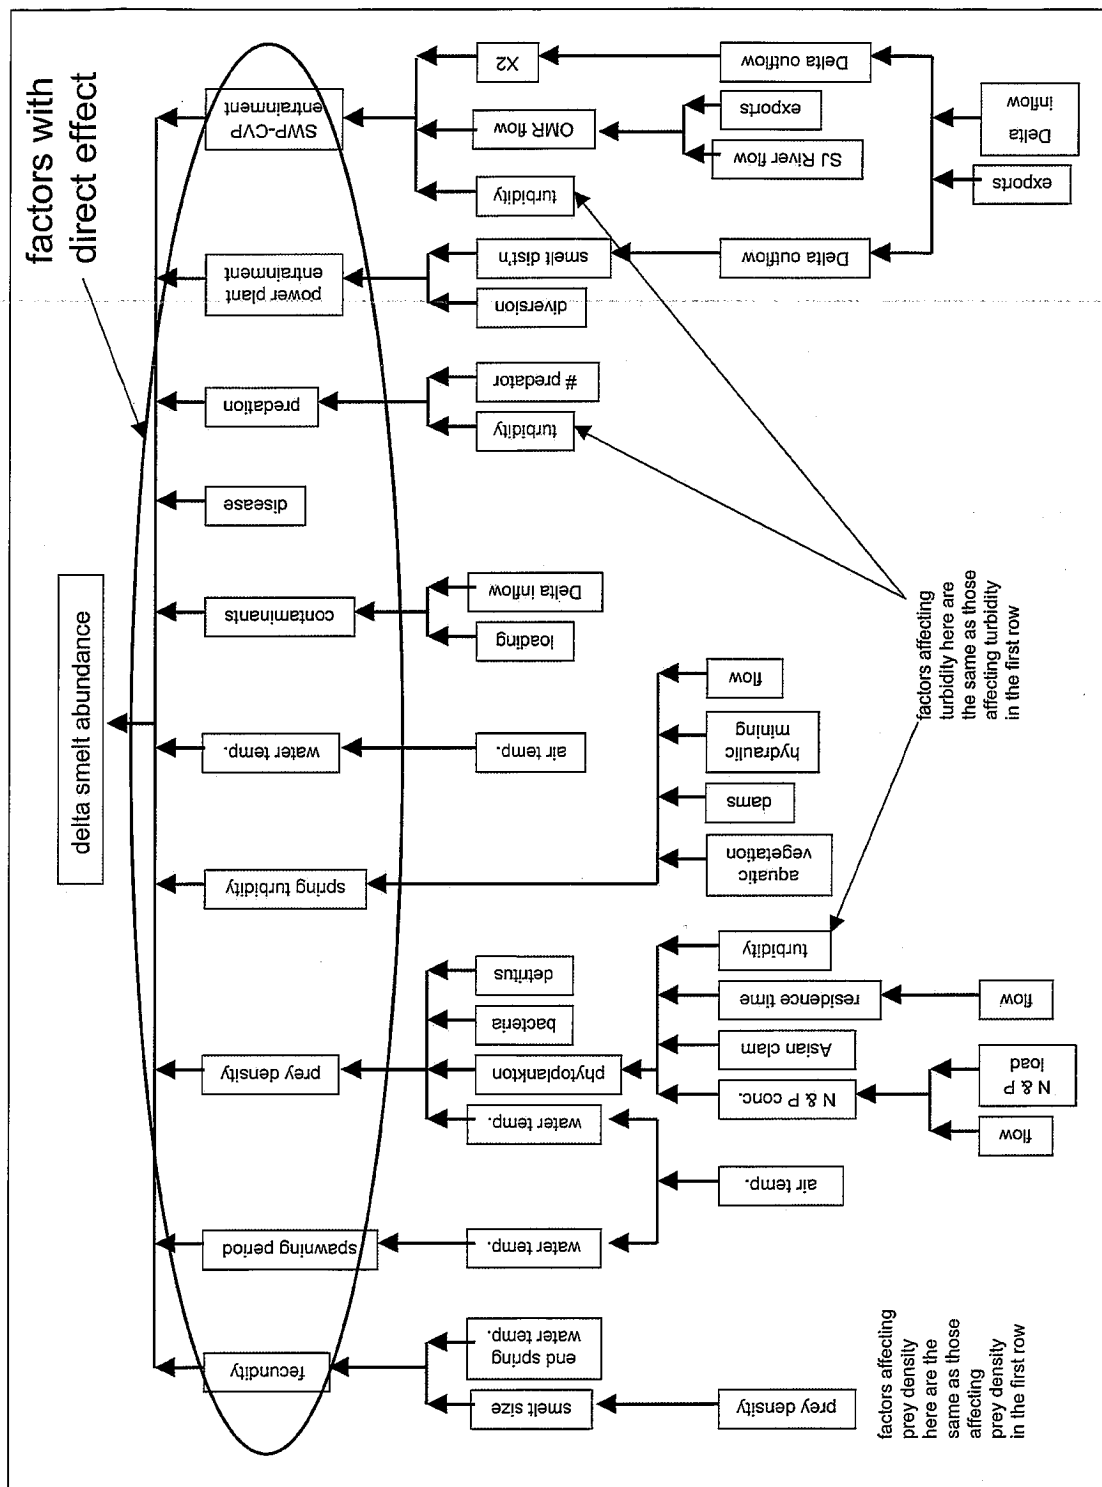 factors with
direct effect
delta smelt abundance
fecundity
spawning period
prey density
spring turbidity
water temp.
contaminants
disease
predation
power plant
entrainment
SWP-CVP
entrainment
smelt size
end spring
water temp.
water temp.
water temp.
phytoplankton
bacteria
detritus
air temp.
loading
Delta inflow
turbidity
# predator
diversion
smelt dist'n
turbidity
OMR flow
X2
prey density
air temp.
N & P conc.
Asian clam
residence time
turbidity
aquatic
vegetation
dams
hydraulic
mining
flow
SJ River flow
exports
Delta outflow
Delta outflow
flow
N & P
load
flow
exports
Delta
inflow
factors affecting
prey density
here are the
same as those
affecting
prey density
in the first row
factors affecting
turbidity here are
the same as those
affecting turbidity
in the first row